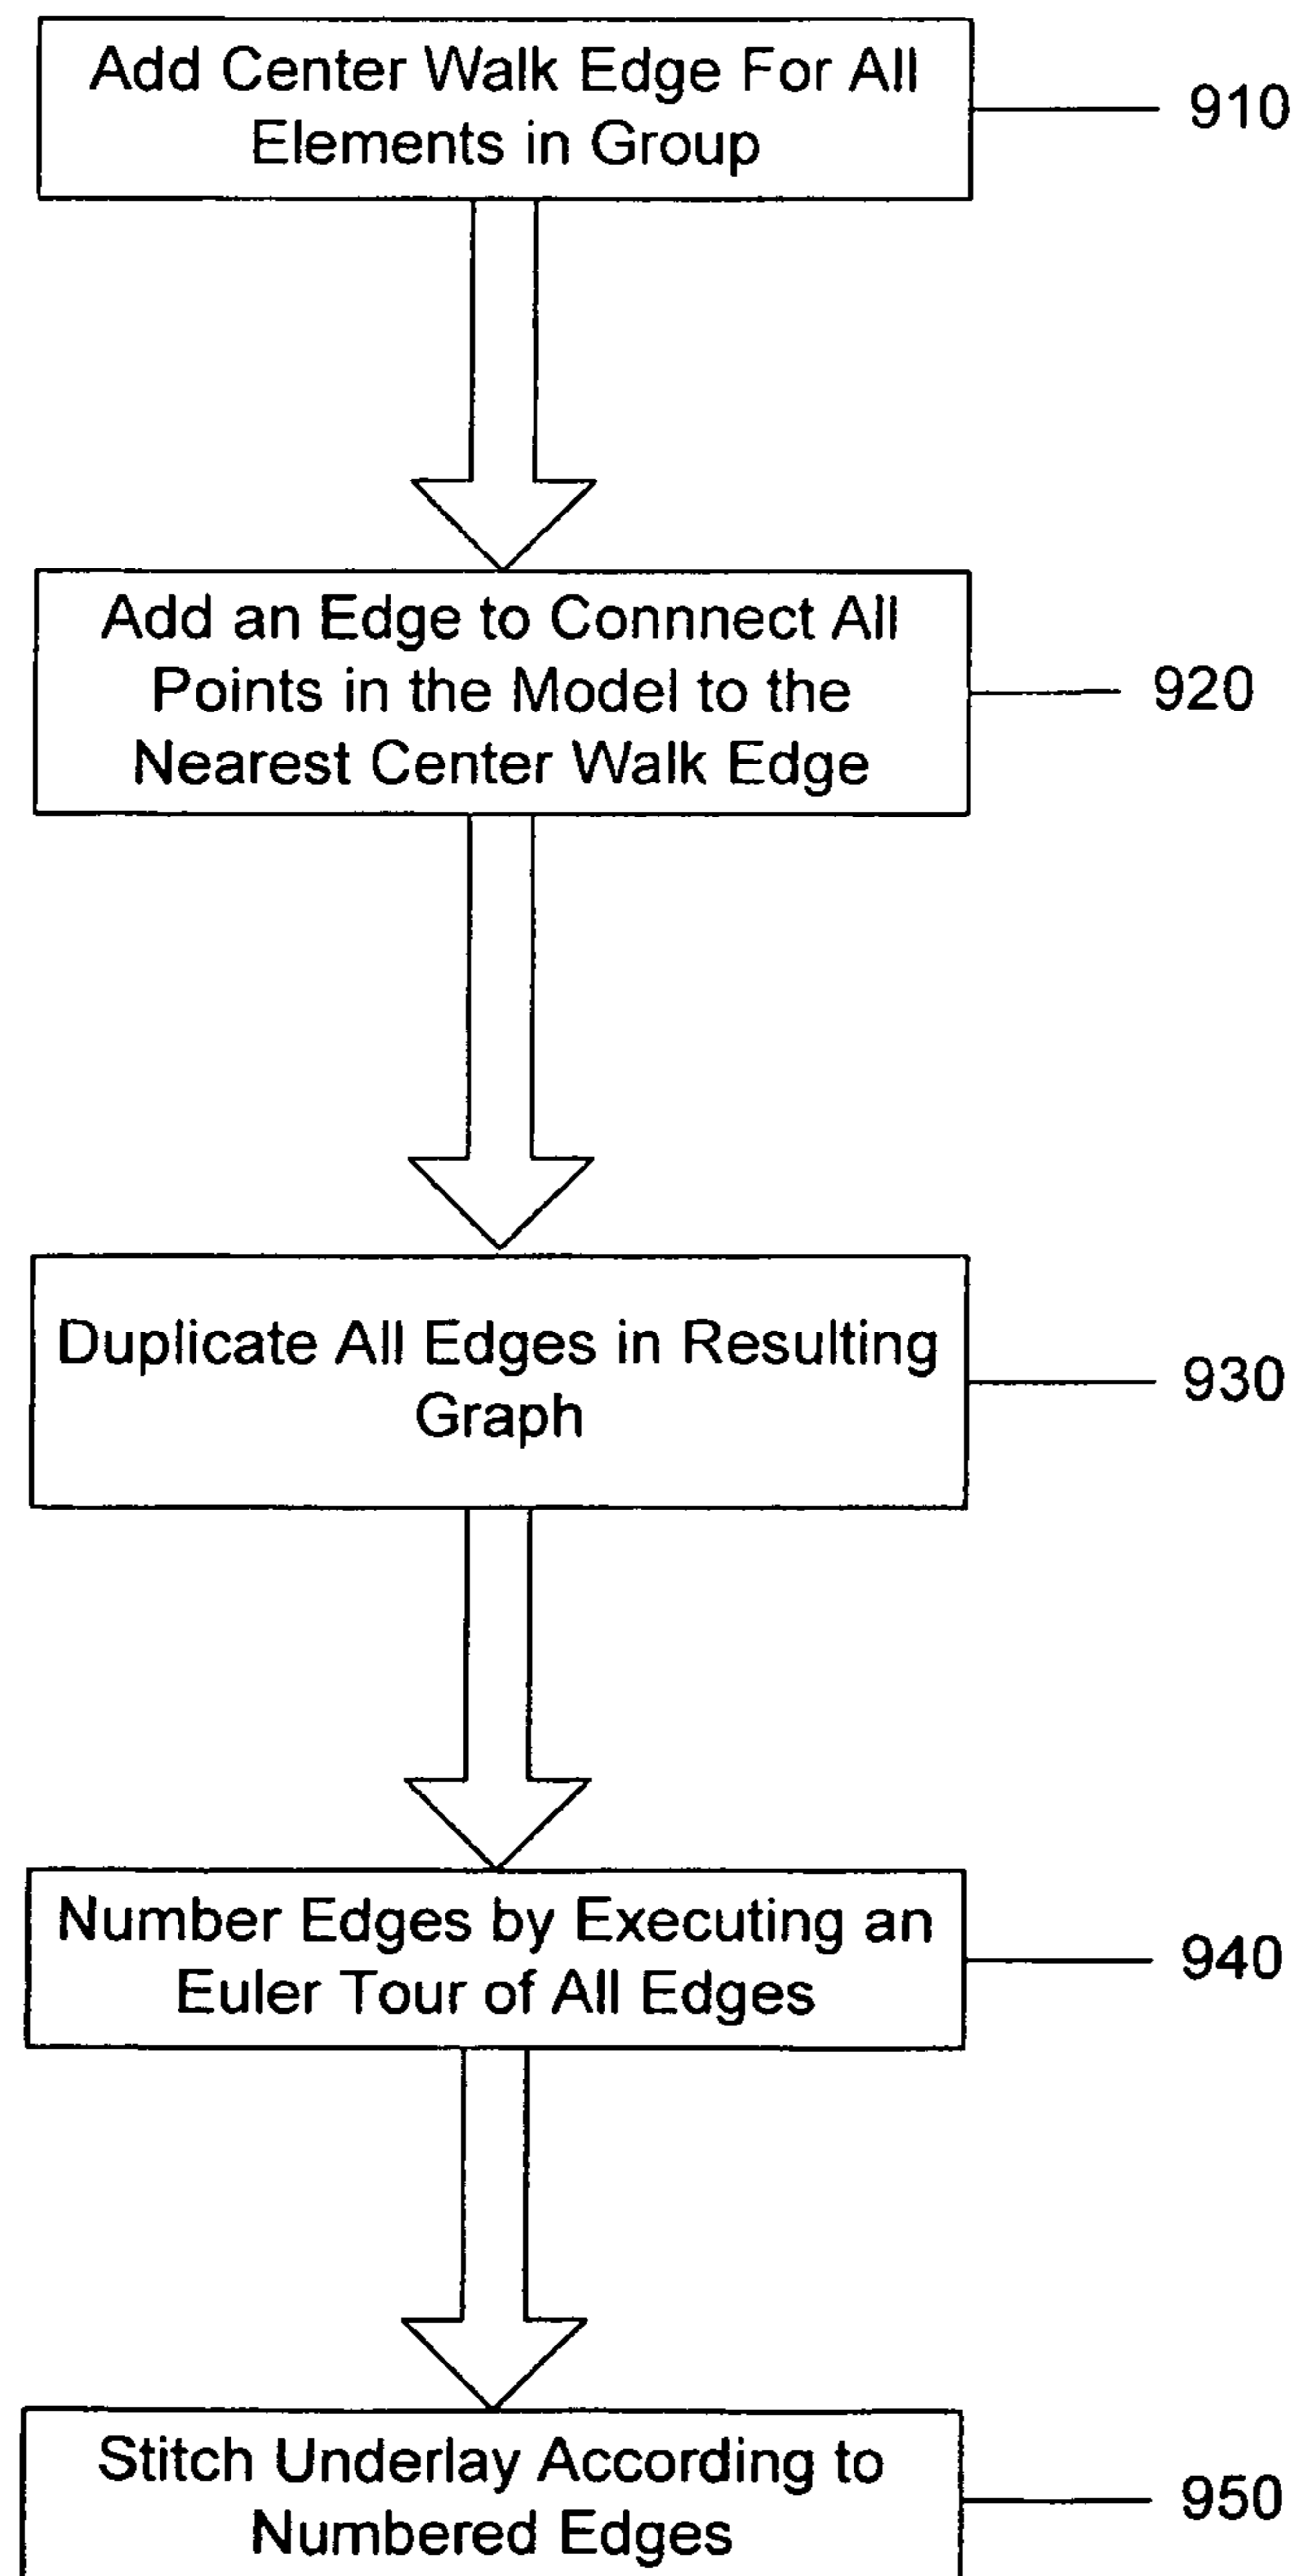 Add Center Walk Edge For All
Elements in Group
910
Add an Edge to Connnect All
Points in the Model to the
Nearest Center Walk Edge
920
Duplicate All Edges in Resulting
Graph
930
Number Edges by Executing an
Euler Tour of All Edges
940
Stitch Underlay According to
Numbered Edges
950